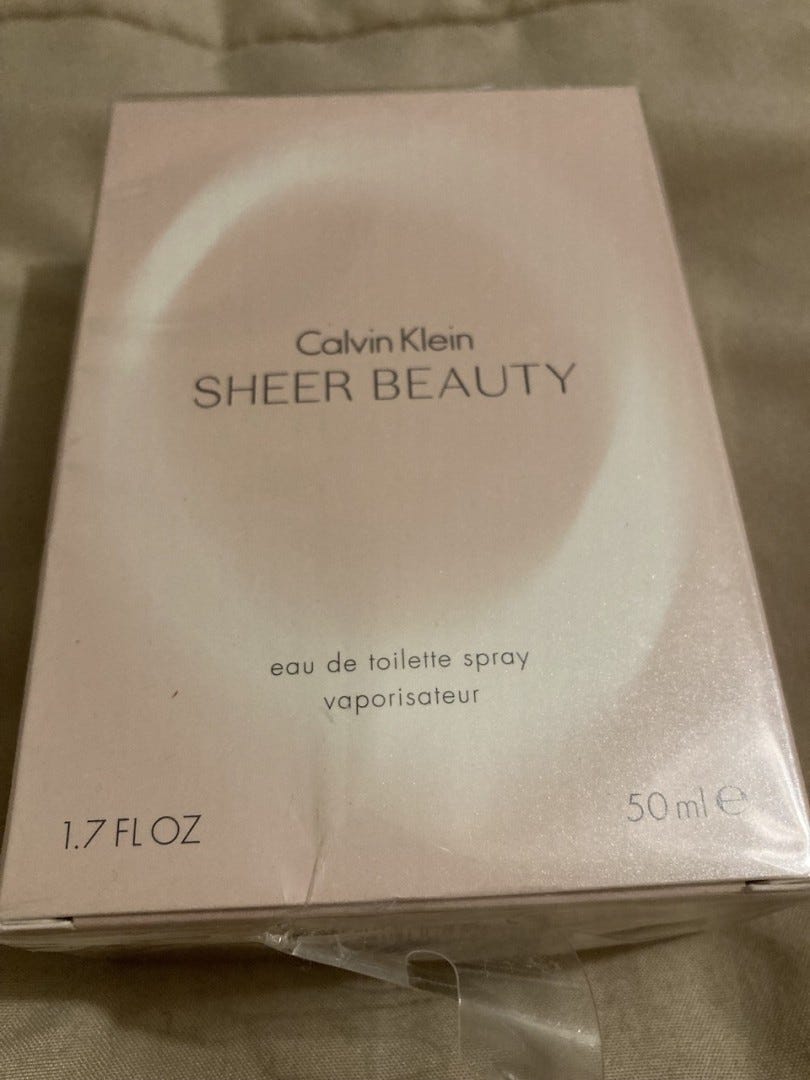 Calvin Klein
SHEER BEAUTY
eau de toilette spray
vaporisateur
50 ml ℮
1.7 FL OZ